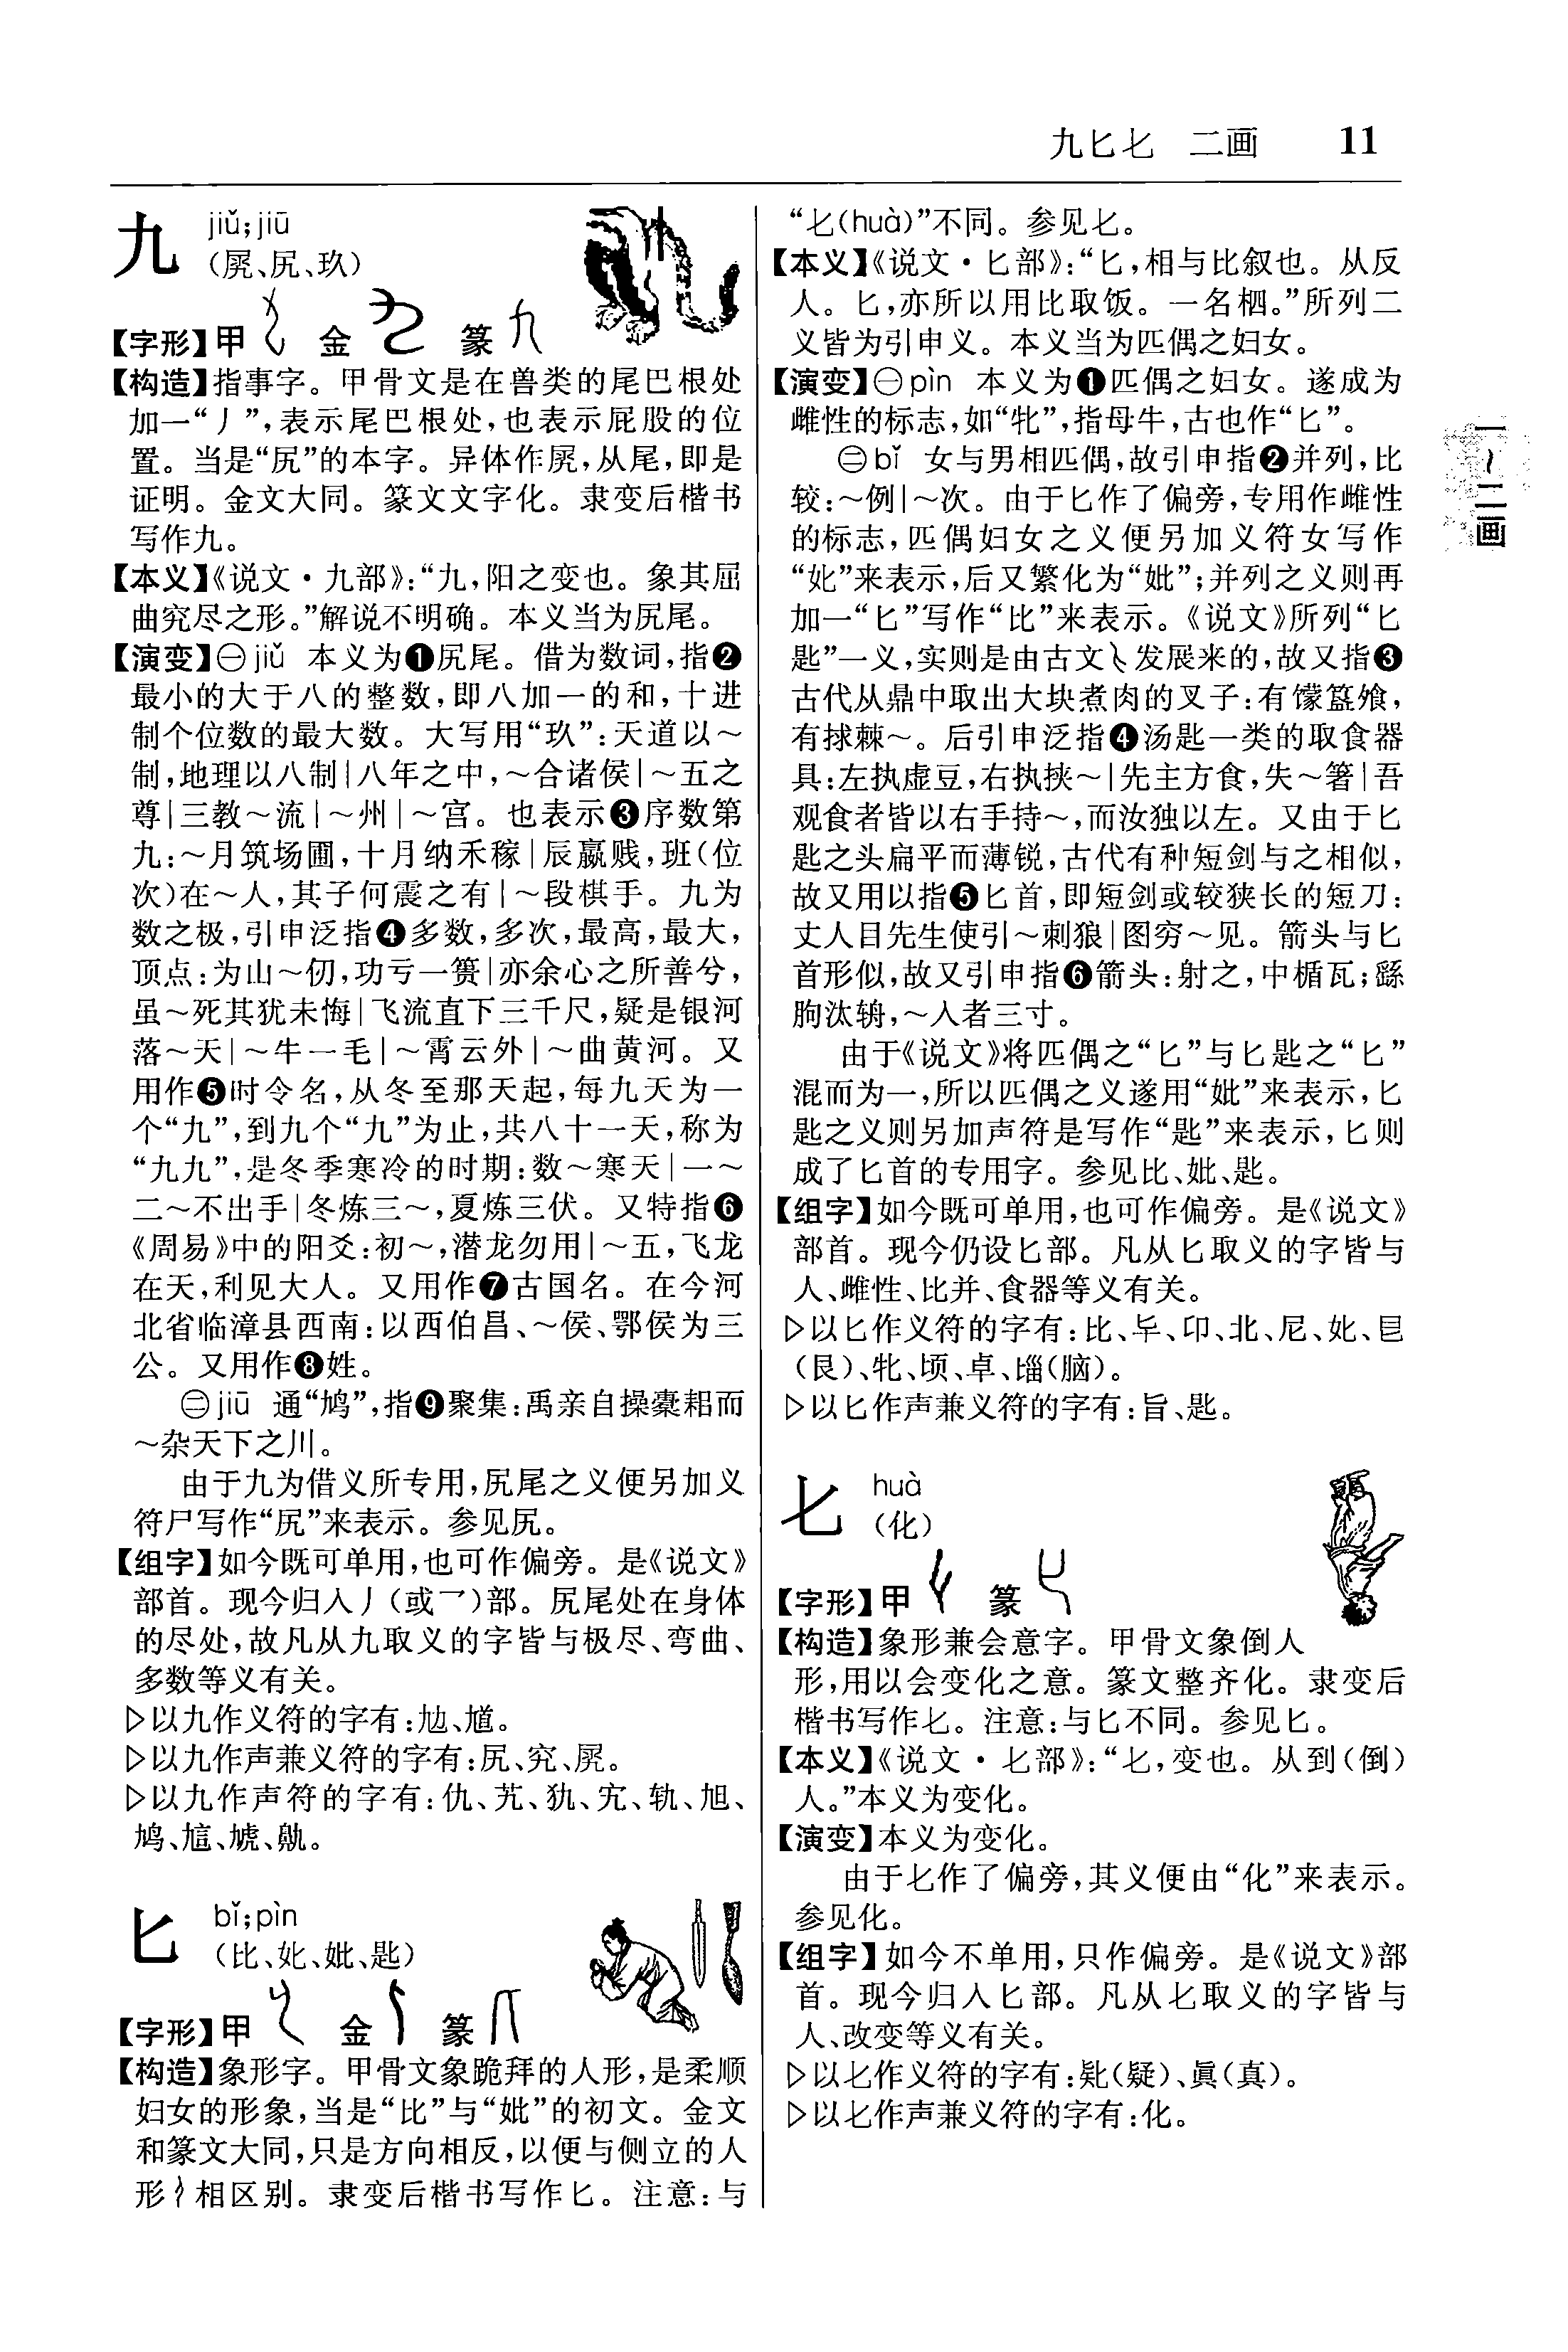 九匕𠤎　二画　11
九 jiǔ;jiū
(㞑、尻、玖)
【字形】甲　金　篆
【构造】指事字。甲骨文是在兽类的尾巴根处
加一“丿”,表示尾巴根处,也表示屁股的位
置。当是“尻”的本字。异体作㞑,从尾,即是
证明。金文大同。篆文文字化。隶变后楷书
写作九。
【本义】《说文·九部》:“九,阳之变也。象其屈
曲究尽之形。”解说不明确。本义当为尻尾。
【演变】㊀jiǔ 本义为❶尻尾。借为数词,指❷
最小的大于八的整数,即八加一的和,十进
制个位数的最大数。大写用“玖”:天道以～
制,地理以八制|八年之中,～合诸侯|～五之
尊|三教～流|～州|～宫。也表示❸序数第
九:～月筑场圃,十月纳禾稼|辰嬴贱,班(位
次)在～人,其子何震之有|～段棋手。九为
数之极,引申泛指❹多数,多次,最高,最大,
顶点:为山～仞,功亏一篑|亦余心之所善兮,
虽～死其犹未悔|飞流直下三千尺,疑是银河
落～天|～牛一毛|～霄云外|～曲黄河。又
用作❺时令名,从冬至那天起,每九天为一
个“九”,到九个“九”为止,共八十一天,称为
“九九”,是冬季寒冷的时期:数～寒天|一～
二～不出手|冬炼三～,夏炼三伏。又特指❻
《周易》中的阳爻:初～,潜龙勿用|～五,飞龙
在天,利见大人。又用作❼古国名。在今河
北省临漳县西南:以西伯昌、～侯、鄂侯为三
公。又用作❽姓。
㊁jiū 通“鸠”,指❾聚集:禹亲自操橐耜而
～杂天下之川。
由于九为借义所专用,尻尾之义便另加义
符尸写作“尻”来表示。参见尻。
【组字】如今既可单用,也可作偏旁。是《说文》
部首。现今归入丿(或乛)部。尻尾处在身体
的尽处,故凡从九取义的字皆与极尽、弯曲、
多数等义有关。
▷以九作义符的字有:尥、馗。
▷以九作声兼义符的字有:尻、究、㞑。
▷以九作声符的字有:仇、艽、犰、宄、轨、旭、
鸠、尳、虓、鼽。
匕 bǐ;pìn
(比、妣、妣、匙)
【字形】甲　金　篆
【构造】象形字。甲骨文象跪拜的人形,是柔顺
妇女的形象,当是“比”与“妣”的初文。金文
和篆文大同,只是方向相反,以便与侧立的人
形相区别。隶变后楷书写作匕。注意:与
“𠤎(huà)”不同。参见𠤎。
【本义】《说文·匕部》:“匕,相与比叙也。从反
人。匕,亦所以用比取饭。一名柶。”所列二
义皆为引申义。本义当为匹偶之妇女。
【演变】㊀pìn 本义为❶匹偶之妇女。遂成为
雌性的标志,如“牝”,指母牛,古也作“匕”。
㊁bǐ 女与男相匹偶,故引申指❷并列,比
较:～例|～次。由于匕作了偏旁,专用作雌性
的标志,匹偶妇女之义便另加义符女写作
“㚰”来表示,后又繁化为“妣”;并列之义则再
加一“匕”写作“比”来表示。《说文》所列“匕
匙”一义,实则是由古文发展来的,故又指❸
古代从鼎中取出大块煮肉的叉子:有饛簋飧,
有捄棘～。后引申泛指❹汤匙一类的取食器
具:左执虚豆,右执挟～|先主方食,失～箸|吾
观食者皆以右手持～,而汝独以左。又由于匕
匙之头扁平而薄锐,古代有种短剑与之相似,
故又用以指❺匕首,即短剑或较狭长的短刀:
丈人目先生使引～刺狼|图穷～见。箭头与匕
首形似,故又引申指❻箭头:射之,中楯瓦;繇
朐汰辀,～入者三寸。
由于《说文》将匹偶之“匕”与匕匙之“匕”
混而为一,所以匹偶之义遂用“妣”来表示,匕
匙之义则另加声符是写作“匙”来表示,匕则
成了匕首的专用字。参见比、妣、匙。
【组字】如今既可单用,也可作偏旁。是《说文》
部首。现今仍设匕部。凡从匕取义的字皆与
人、雌性、比并、食器等义有关。
▷以匕作义符的字有:比、𠦒、印、北、尼、㚰、皀
(艮)、牝、顷、卓、𡿺(脑)。
▷以匕作声兼义符的字有:旨、匙。
𠤎 huà
(化)
【字形】甲　篆
【构造】象形兼会意字。甲骨文象倒人
形,用以会变化之意。篆文整齐化。隶变后
楷书写作𠤎。注意:与匕不同。参见匕。
【本义】《说文·𠤎部》:“𠤎,变也。从到(倒)
人。”本义为变化。
【演变】本义为变化。
由于𠤎作了偏旁,其义便由“化”来表示。
参见化。
【组字】如今不单用,只作偏旁。是《说文》部
首。现今归入匕部。凡从𠤎取义的字皆与
人、改变等义有关。
▷以𠤎作义符的字有:𠤗(疑)、眞(真)。
▷以𠤎作声兼义符的字有:化。
一～二画